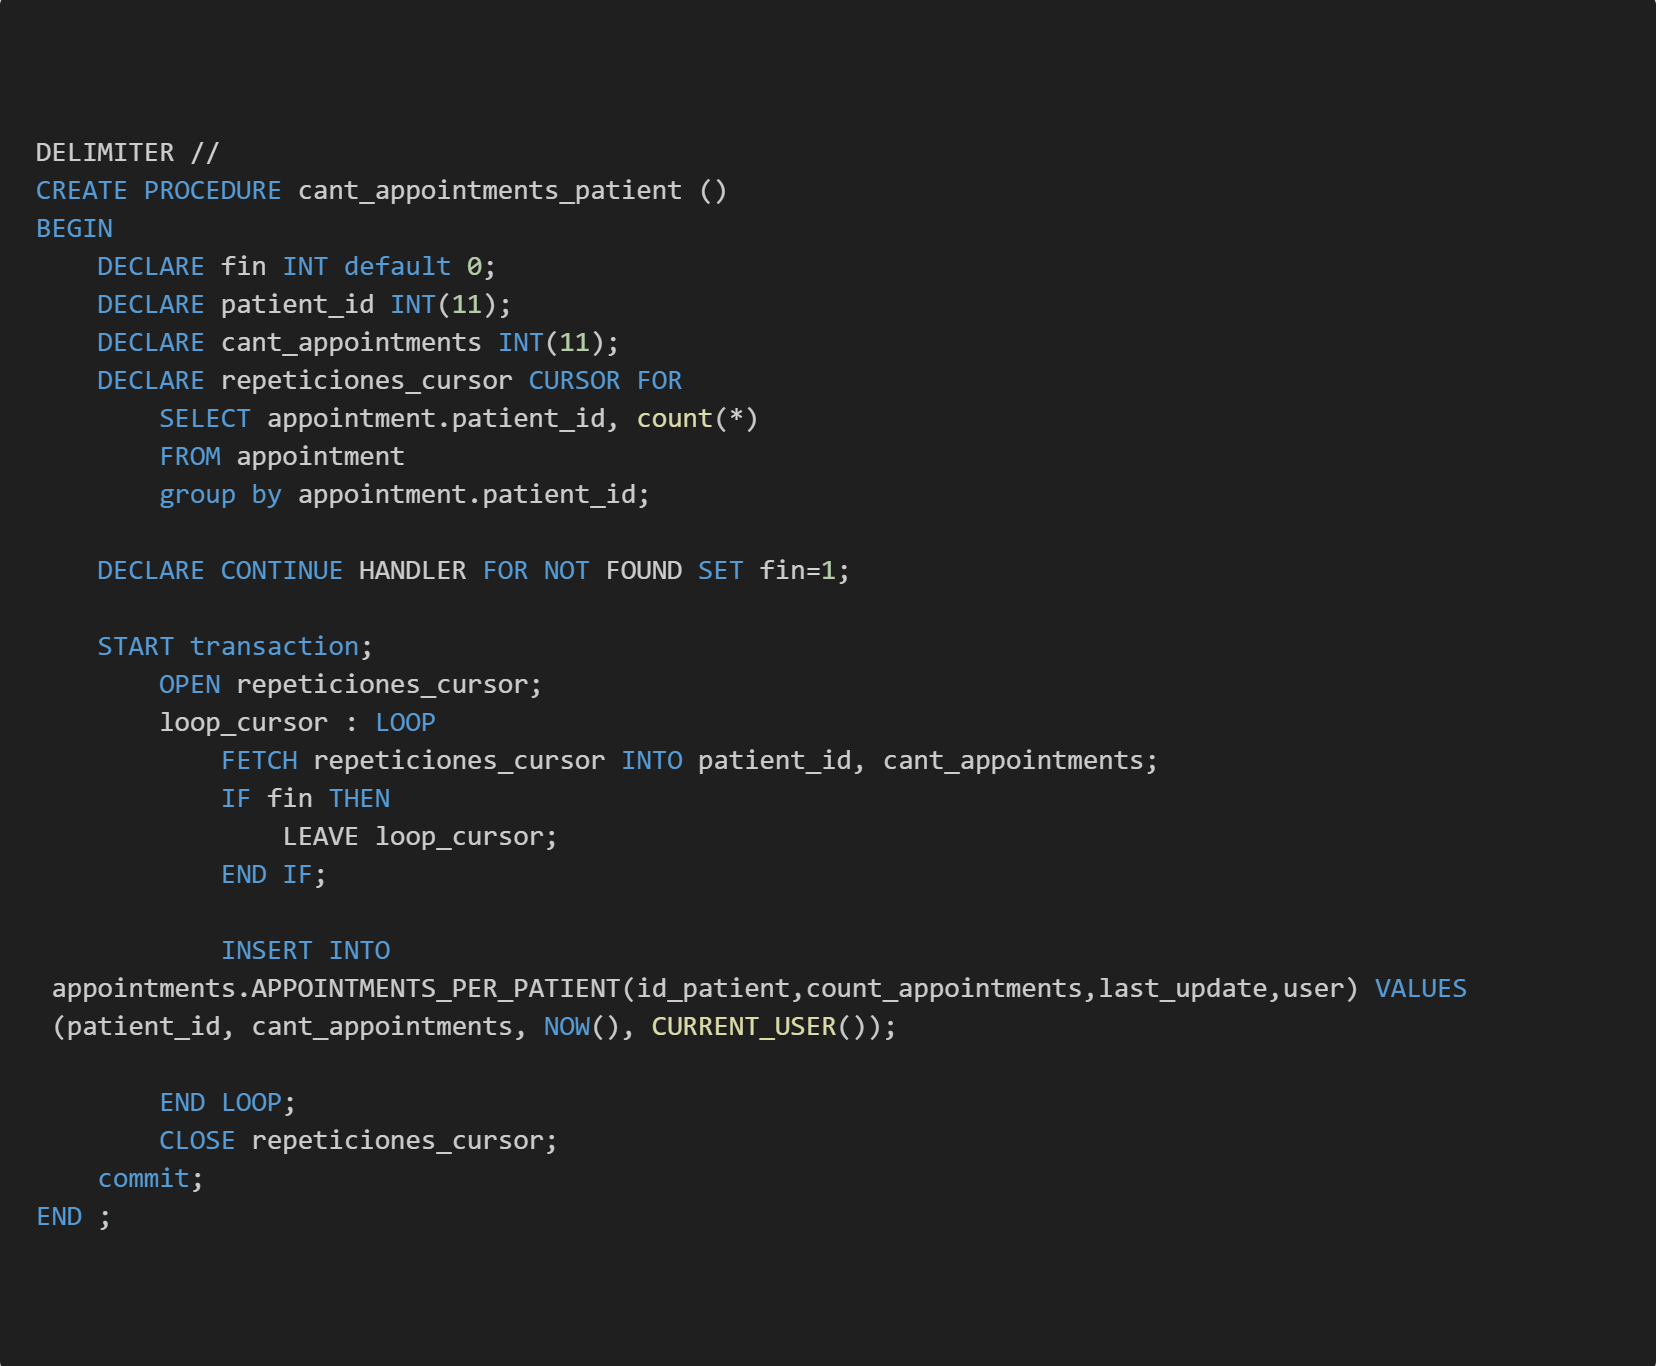 DELIMITER //
CREATE PROCEDURE cant_appointments_patient ()
BEGIN
    DECLARE fin INT default 0;
    DECLARE patient_id INT(11);
    DECLARE cant_appointments INT(11);
    DECLARE repeticiones_cursor CURSOR FOR
        SELECT appointment.patient_id, count(*)
        FROM appointment
        group by appointment.patient_id;

    DECLARE CONTINUE HANDLER FOR NOT FOUND SET fin=1;

    START transaction;
        OPEN repeticiones_cursor;
        loop_cursor : LOOP
            FETCH repeticiones_cursor INTO patient_id, cant_appointments;
            IF fin THEN
                LEAVE loop_cursor;
            END IF;

            INSERT INTO
 appointments.APPOINTMENTS_PER_PATIENT(id_patient,count_appointments,last_update,user) VALUES
 (patient_id, cant_appointments, NOW(), CURRENT_USER());

        END LOOP;
        CLOSE repeticiones_cursor;
    commit;
END ;